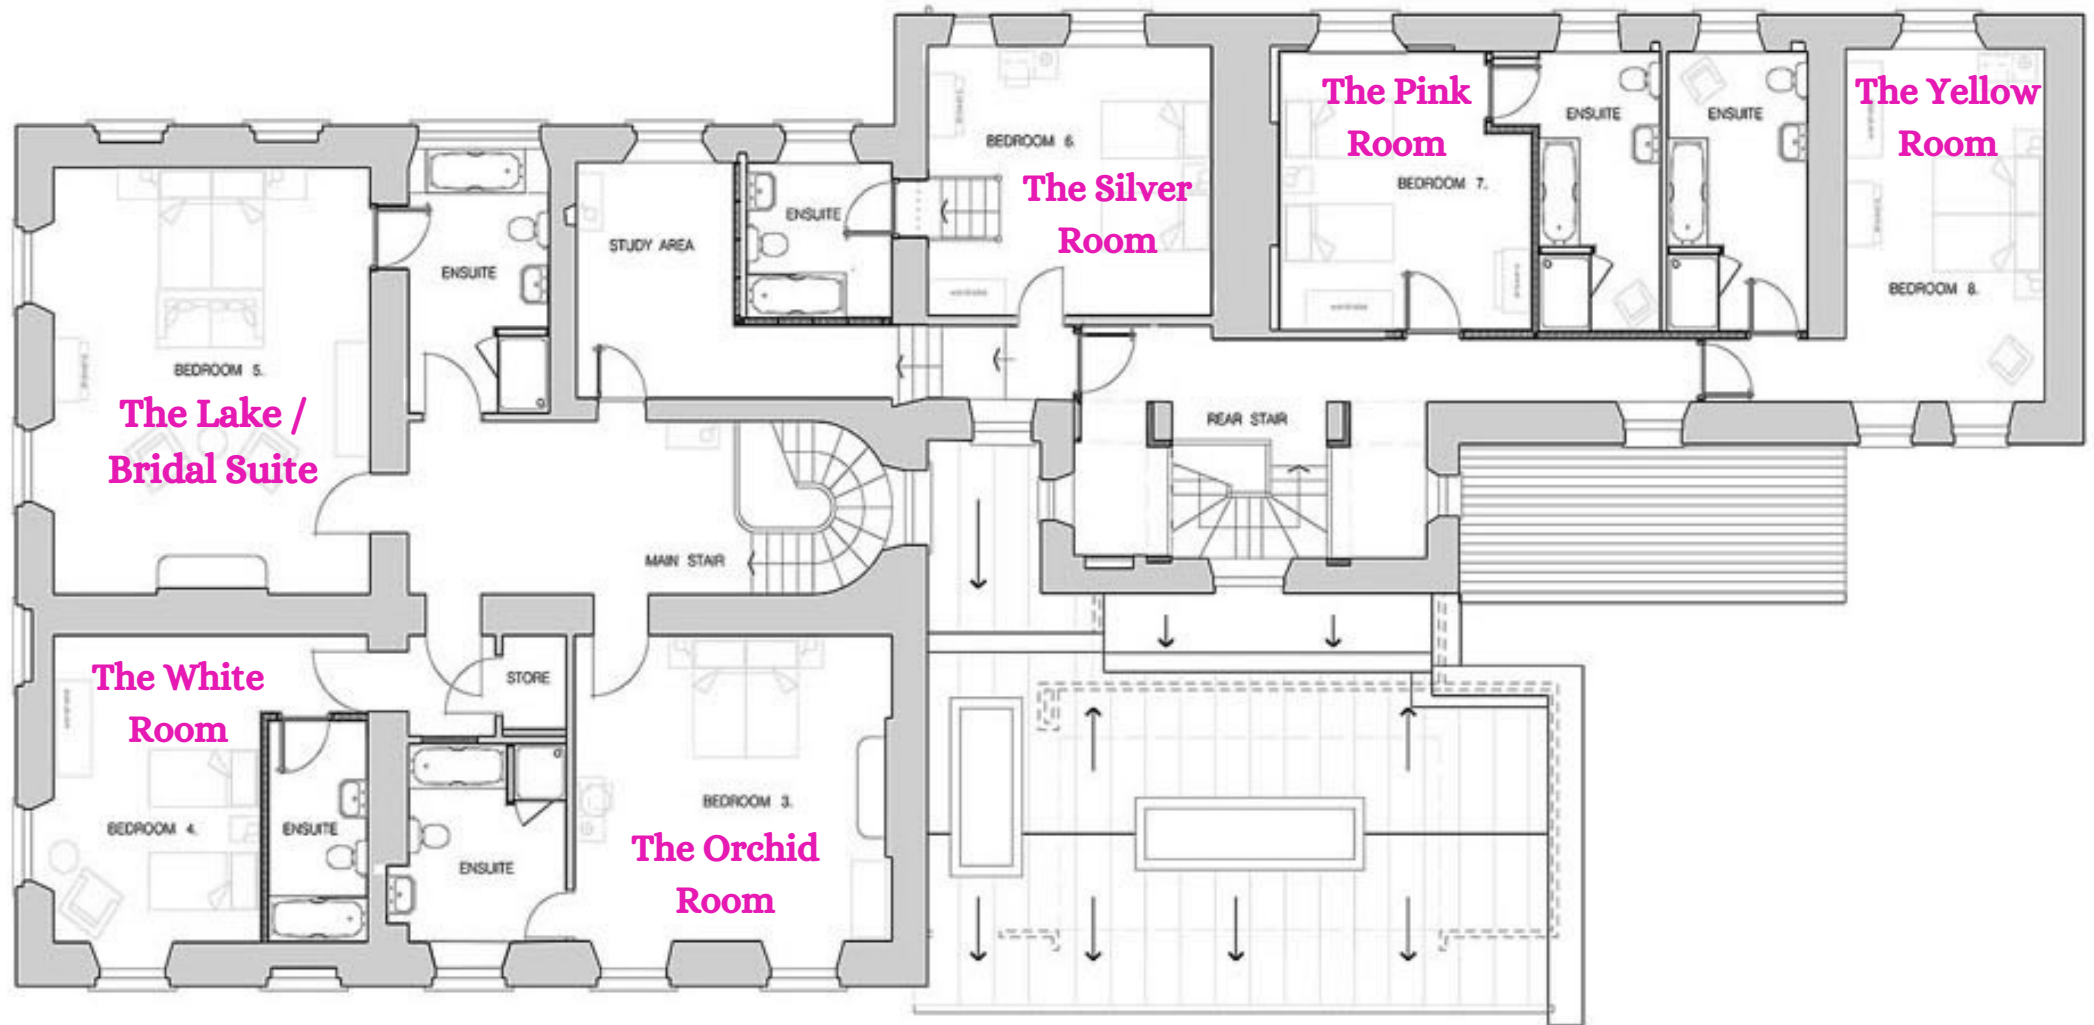 The Pink
Room
BEDROOM 7.
ENSUITE
ENSUITE
The Yellow
Room
BEDROOM 8.
BEDROOM 6.
The Silver
Room
ENSUITE
STUDY AREA
ENSUITE
BEDROOM 5.
The Lake /
Bridal Suite
REAR STAIR
MAIN STAIR
The White
Room
BEDROOM 4.
ENSUITE
STORE
ENSUITE
BEDROOM 3.
The Orchid
Room
wardrobe
wardrobe